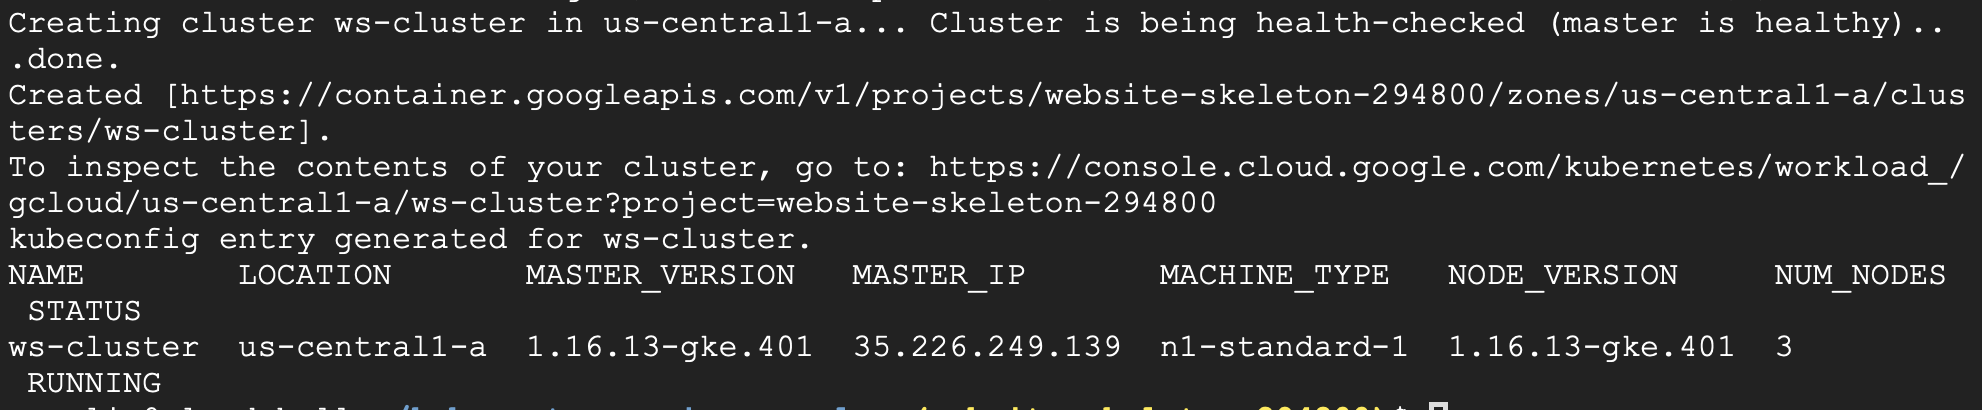 Creating cluster ws-cluster in us-central1-a... Cluster is being health-checked (master is healthy)..
.done.
Created [https://container.googleapis.com/v1/projects/website-skeleton-294800/zones/us-central1-a/clus
ters/ws-cluster].
To inspect the contents of your cluster, go to: https://console.cloud.google.com/kubernetes/workload_/
gcloud/us-central1-a/ws-cluster?project=website-skeleton-294800
kubeconfig entry generated for ws-cluster.
NAME        LOCATION       MASTER_VERSION   MASTER_IP       MACHINE_TYPE   NODE_VERSION     NUM_NODES
 STATUS
ws-cluster  us-central1-a  1.16.13-gke.401  35.226.249.139  n1-standard-1  1.16.13-gke.401  3
 RUNNING